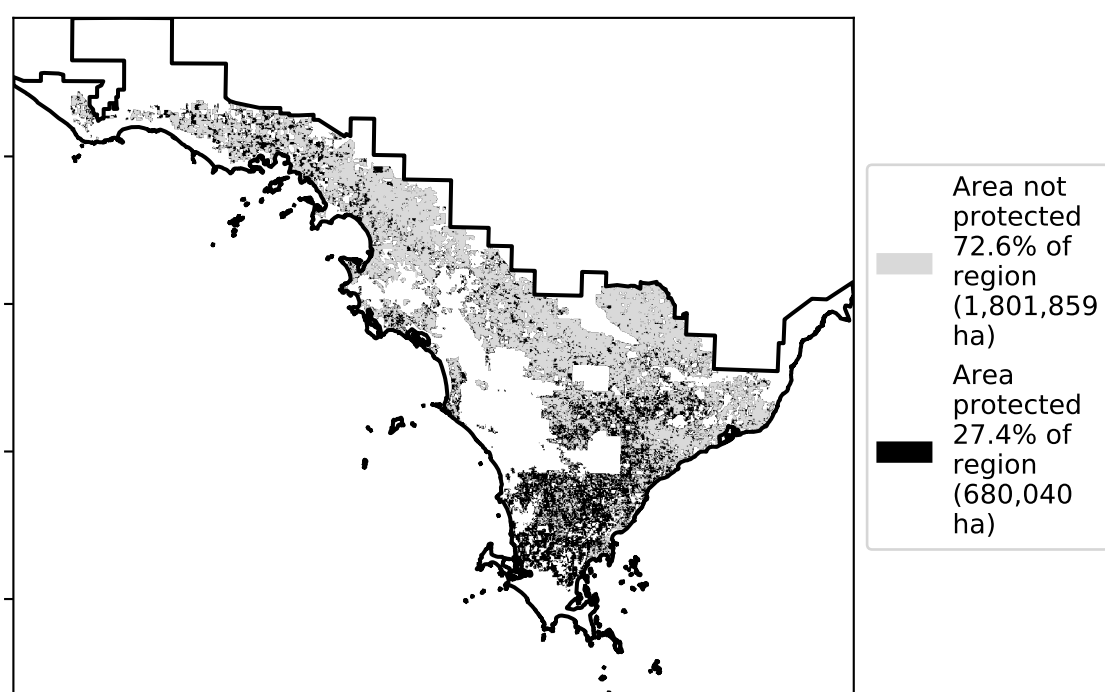 Area not
protected
72.6% of
region
(1,801,859
ha)
Area
protected
27.4% of
region
(680,040
ha)